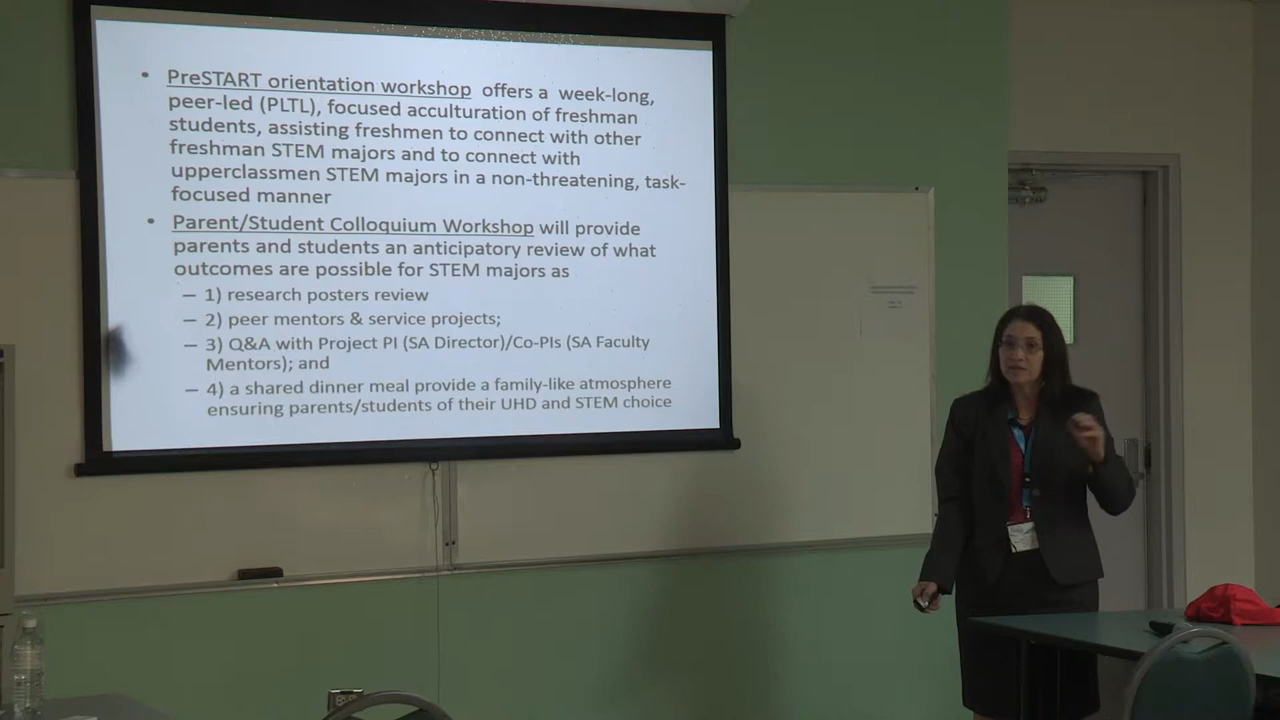 • PreSTART orientation workshop offers a week-long,
peer-led (PLTL), focused acculturation of freshman
students, assisting freshmen to connect with other
freshman STEM majors and to connect with
upperclassmen STEM majors in a non-threatening, task-
focused manner
• Parent/Student Colloquium Workshop will provide
parents and students an anticipatory review of what
outcomes are possible for STEM majors as
– 1) research posters review
– 2) peer mentors & service projects;
– 3) Q&A with Project PI (SA Director)/Co-PIs (SA Faculty
Mentors); and
– 4) a shared dinner meal provide a family-like atmosphere
ensuring parents/students of their UHD and STEM choice